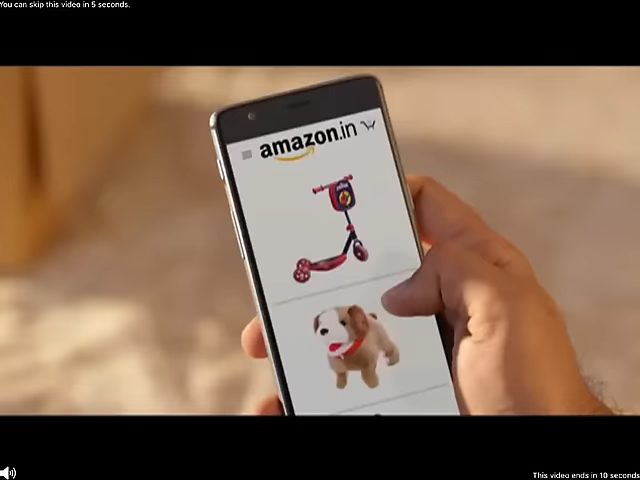 You can skip this video in 5 seconds.
amazon.in
This video ends in 10 seconds